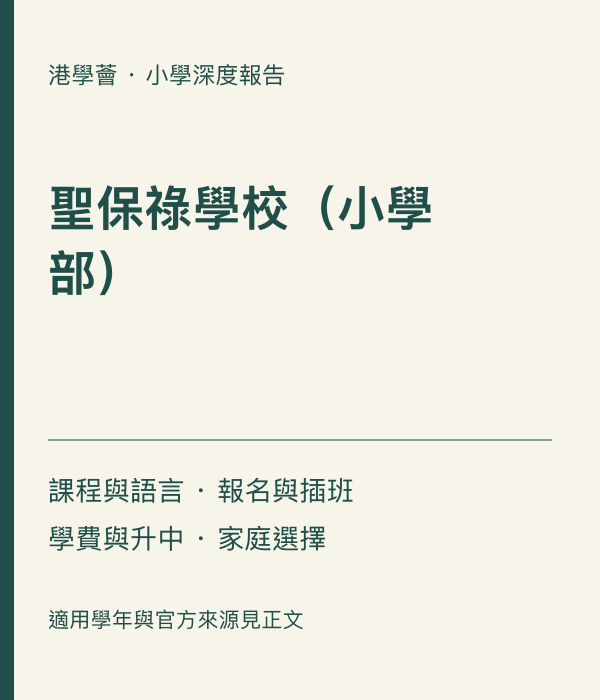 港學薈 · 小學深度報告
聖保祿學校（小學
部）
課程與語言 · 報名與插班
學費與升中 · 家庭選擇
適用學年與官方來源見正文